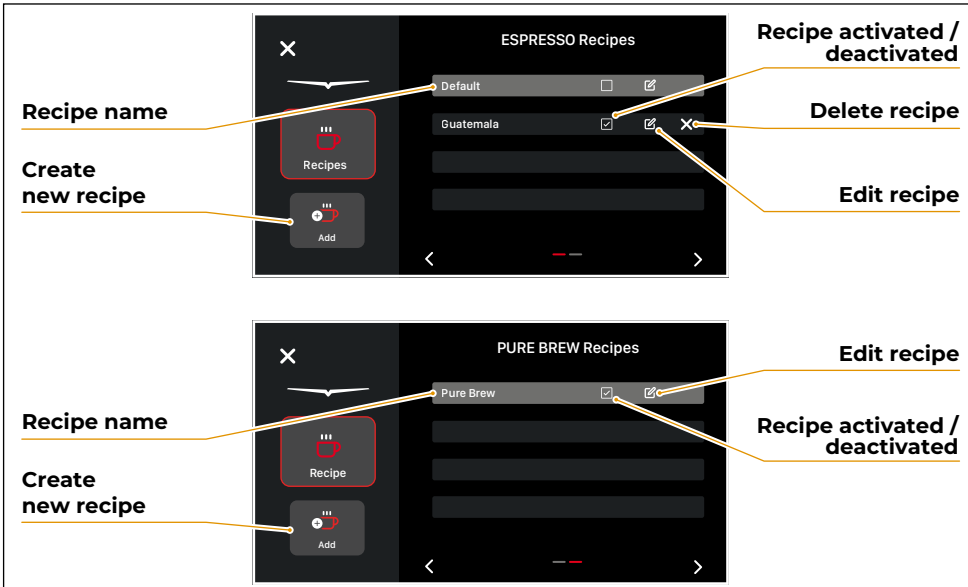 ESPRESSO Recipes
Recipe activated /
deactivated
Default
Recipe name
Guatemala
Delete recipe
Recipes
Create
new recipe
Edit recipe
Add
PURE BREW Recipes
Edit recipe
Pure Brew
Recipe name
Recipe activated /
deactivated
Recipe
Create
new recipe
Add